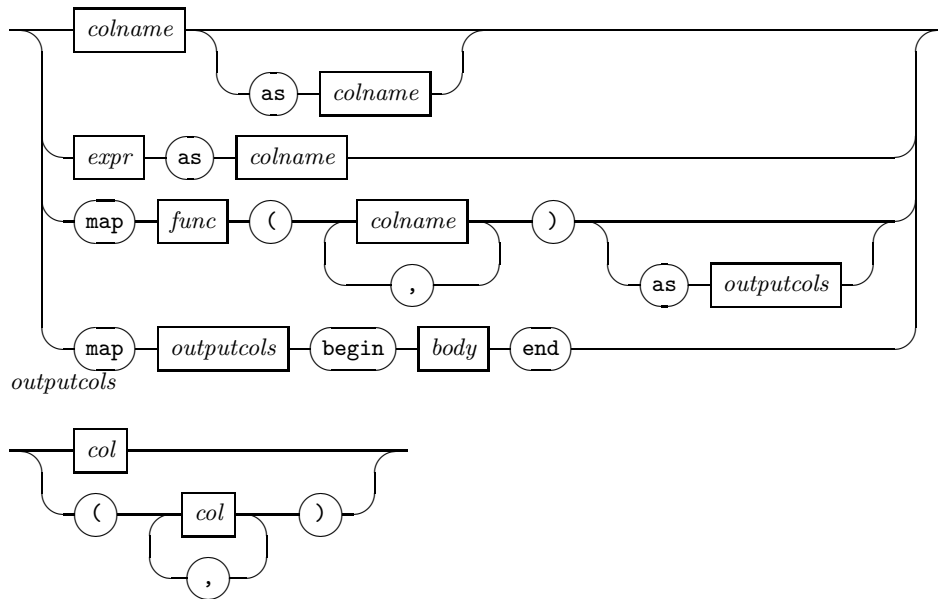 colname
as colname
expr as colname
map func ( colname )
, as outputcols
map outputcols begin body end
outputcols
col
( col )
,